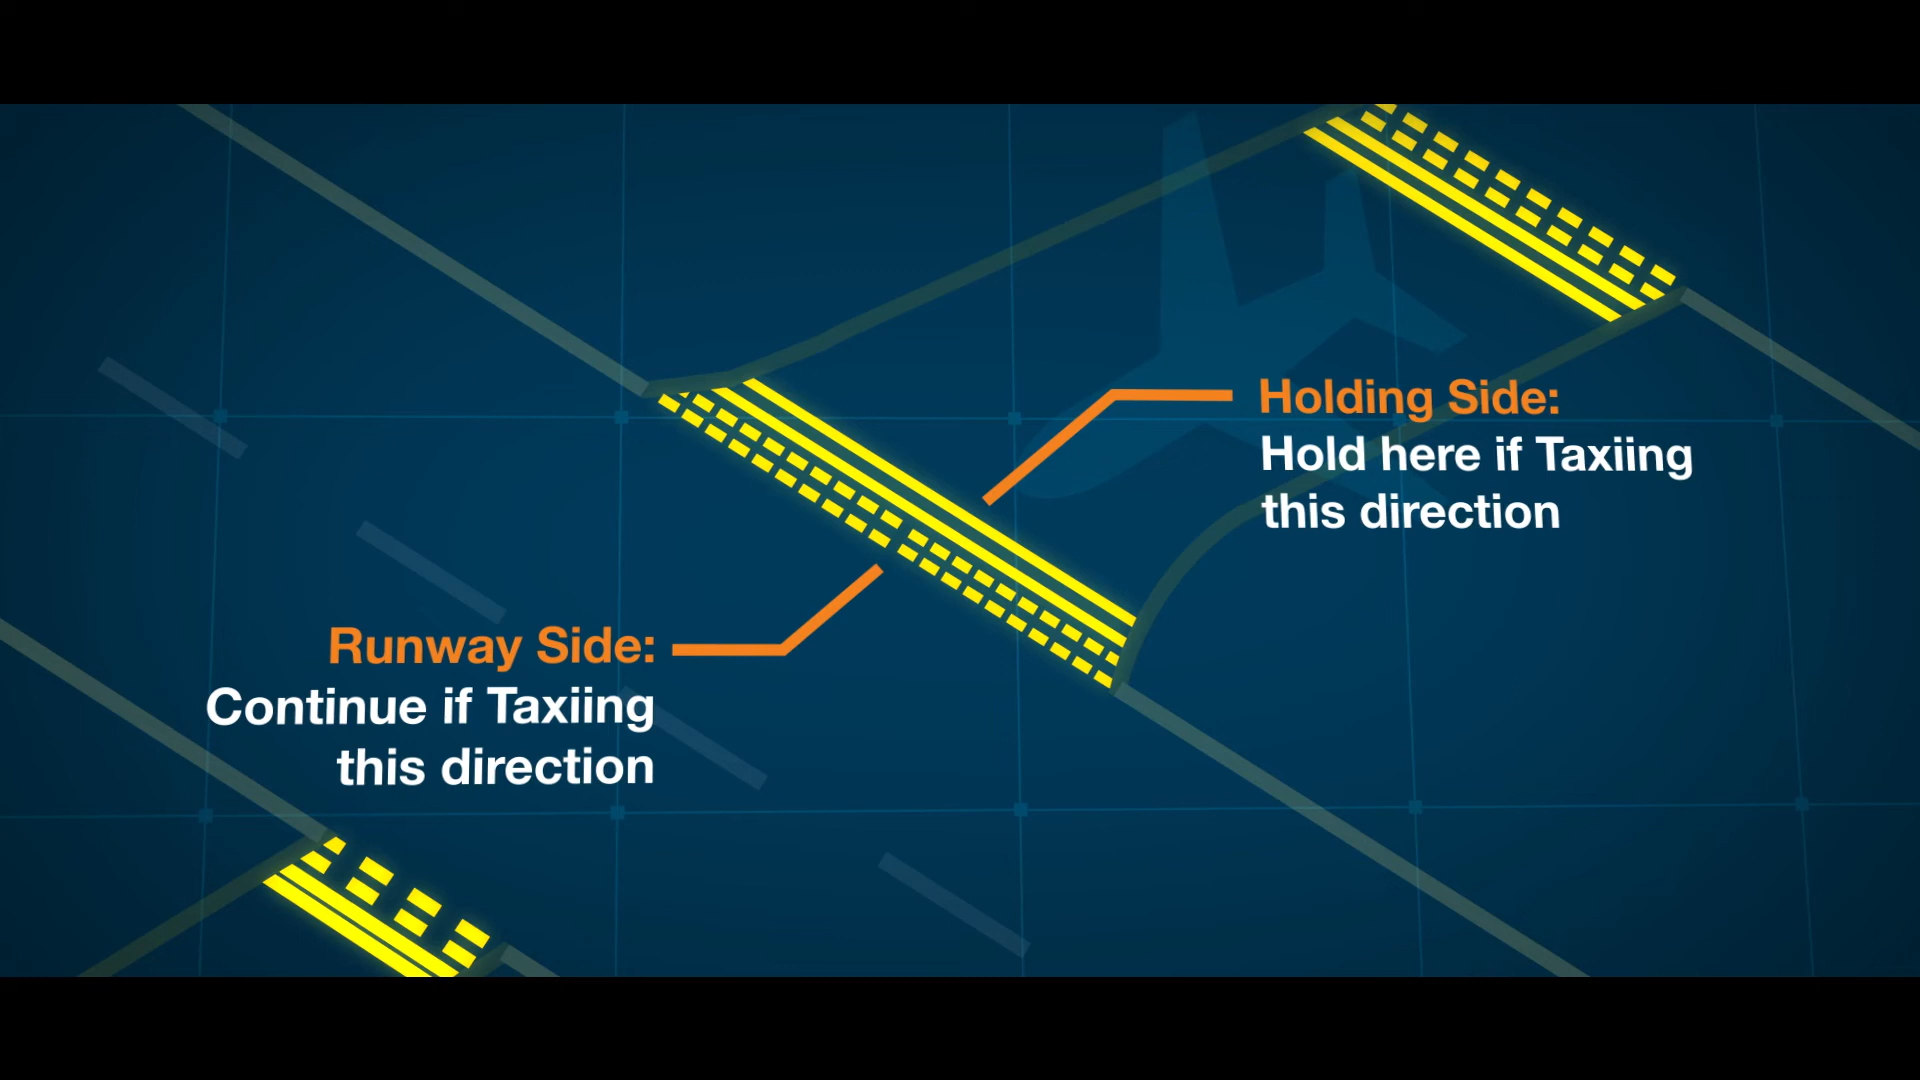 Holding Side:
Hold here if Taxiing
this direction
Runway Side:
Continue if Taxiing
this direction